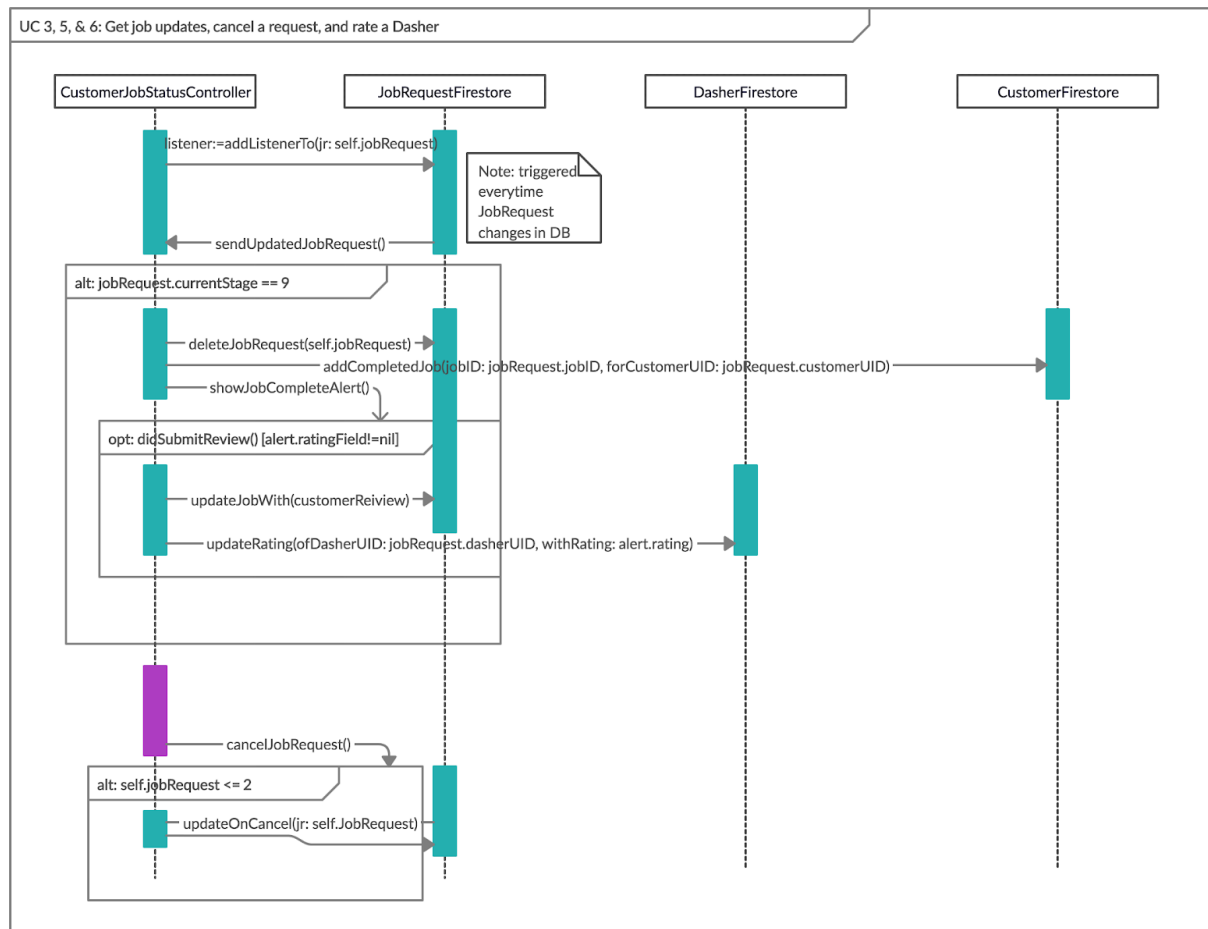 UC 3, 5, & 6: Get job updates, cancel a request, and rate a Dasher
CustomerJobStatusController
JobRequestFirestore
DasherFirestore
CustomerFirestore
listener:=addListenerTo(jr: self.jobRequest)
Note: triggered
everytime
JobRequest
changes in DB
sendUpdatedJobRequest()
alt: jobRequest.currentStage == 9
deleteJobRequest(self.jobRequest)
addCompletedJob(jobID: jobRequest.jobID, forCustomerUID: jobRequest.customerUID)
showJobCompleteAlert()
opt: didSubmitReview() [alert.ratingField!=nil]
updateJobWith(customerReiview)
updateRating(ofDasherUID: jobRequest.dasherUID, withRating: alert.rating)
cancelJobRequest()
alt: self.jobRequest <= 2
updateOnCancel(jr: self.JobRequest)